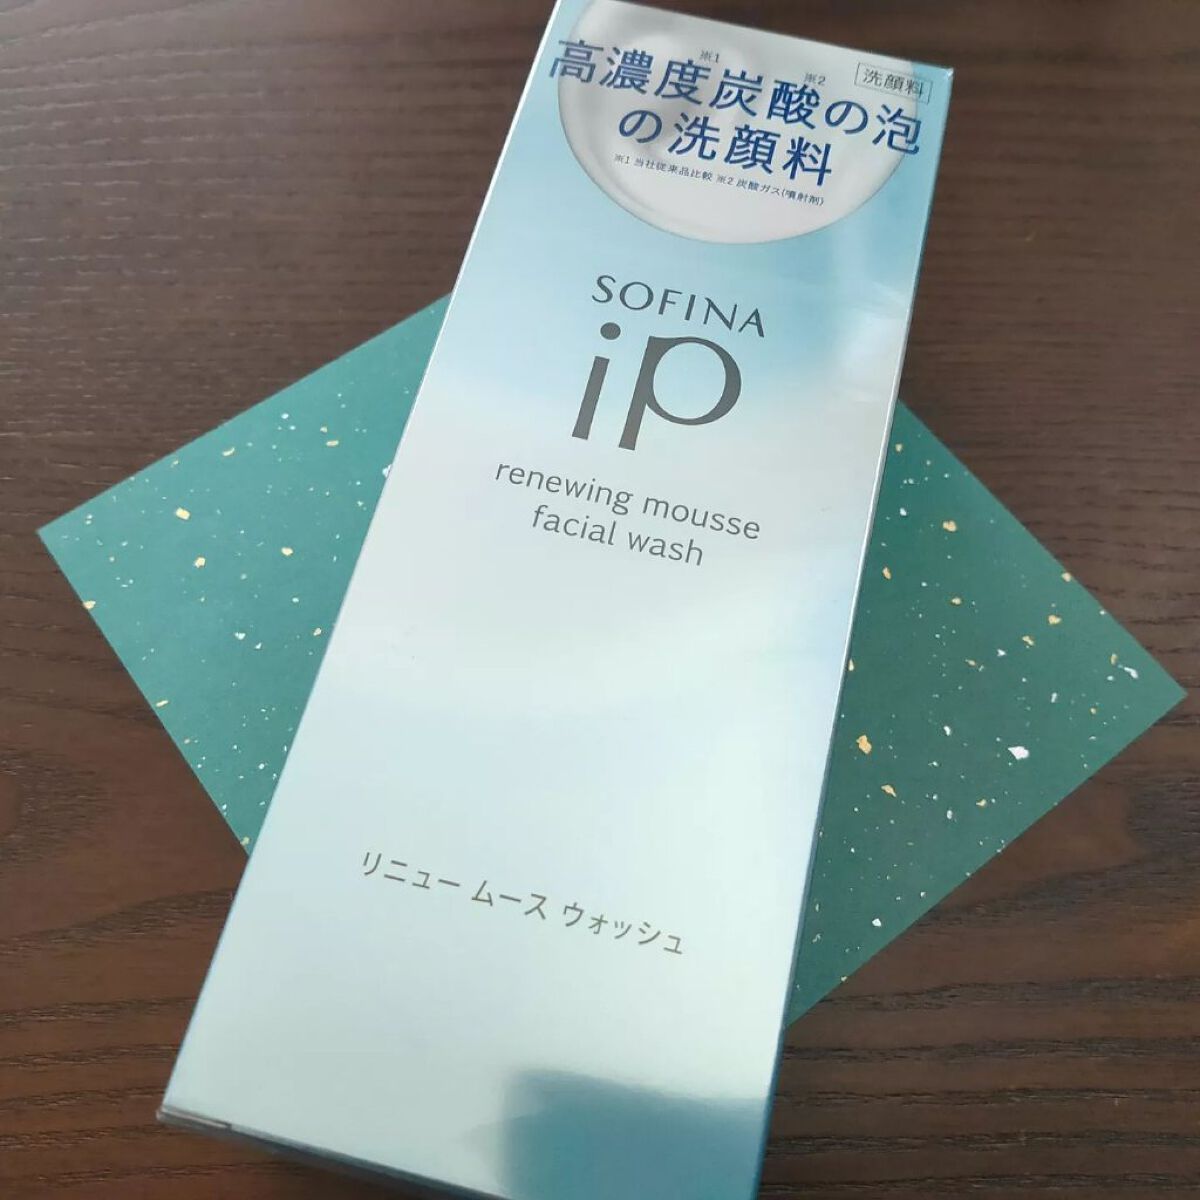 洗顔料
※1 ※2
高濃度炭酸の泡
の洗顔料
※1 当社従来品比較 ※2 炭酸ガス(噴射剤)
SOFINA
iP
renewing mousse
facial wash
リニュー ムース ウォッシュ